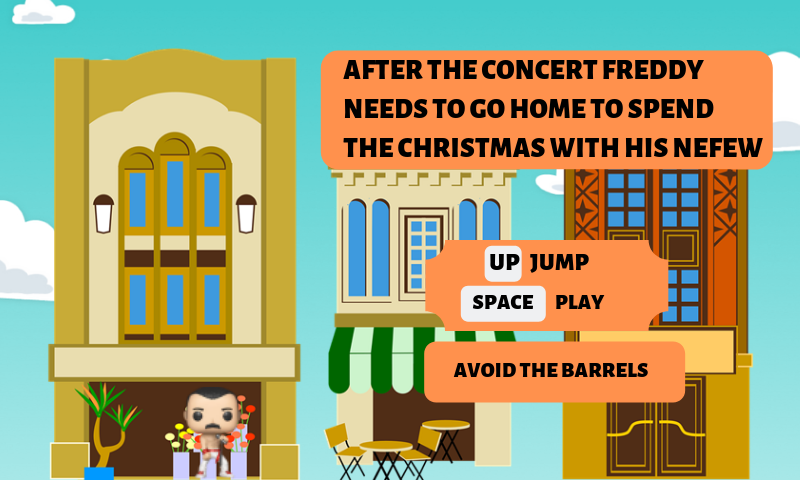 AFTER THE CONCERT FREDDY
NEEDS TO GO HOME TO SPEND
THE CHRISTMAS WITH HIS NEFEW
UP JUMP
SPACE PLAY
AVOID THE BARRELS